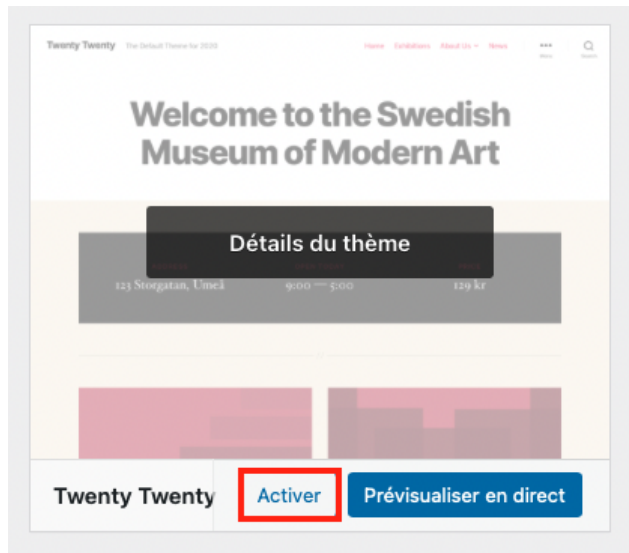 Twenty Twenty The Default Theme for 2020
Home Exhibitions About Us News
Welcome to the Swedish
Museum of Modern Art
Détails du thème
123 Storgatan, Umeå 9:00 — 5:00 129 kr
Twenty Twenty Activer Prévisualiser en direct